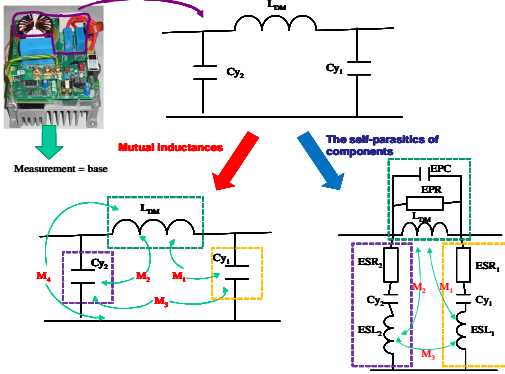 L_DM
Cy₂
Cy₁
Measurement = base
Mutual inductances
The self-parasitics of
components
L_DM
Cy₂
Cy₁
M₄
M₂
M₁
M₃
EPC
EPR
L_DM
ESR₂
ESR₁
M₂
M₁
Cy₂
Cy₁
ESL₂
ESL₁
M₃